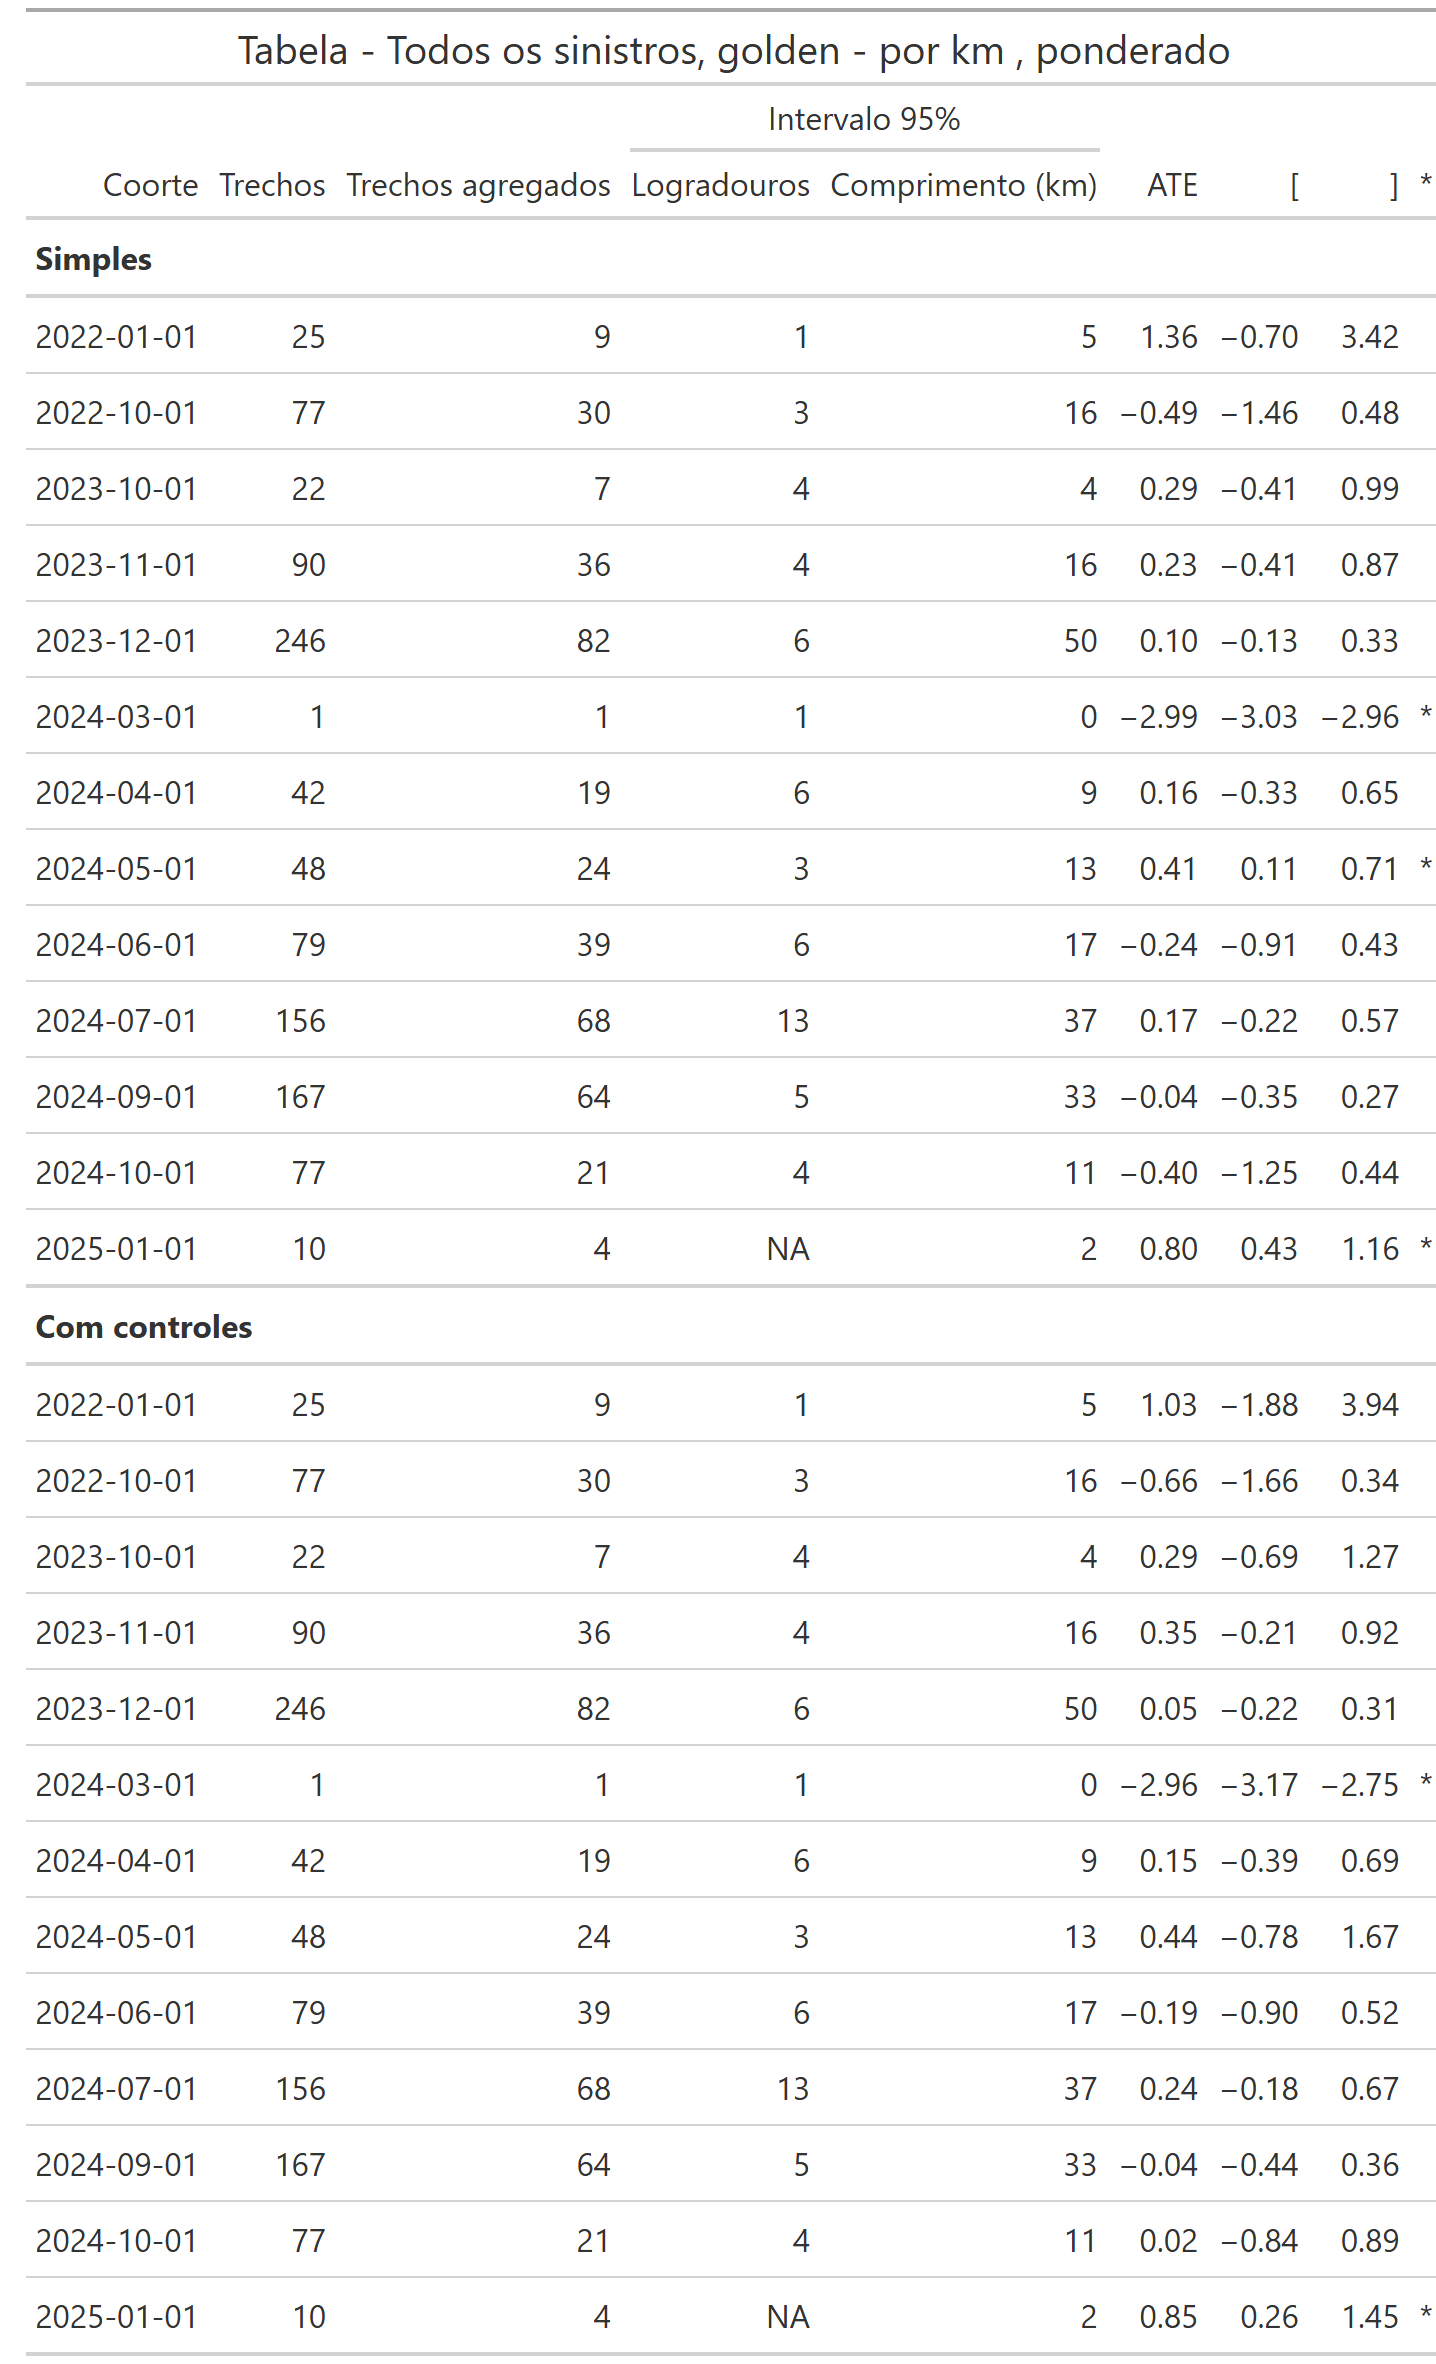 Tabela - Todos os sinistros, golden - por km , ponderado
Intervalo 95%
Coorte Trechos Trechos agregados Logradouros Comprimento (km) ATE [ ] *
Simples
2022-01-01 25 9 1 5 1.36 −0.70 3.42
2022-10-01 77 30 3 16 −0.49 −1.46 0.48
2023-10-01 22 7 4 4 0.29 −0.41 0.99
2023-11-01 90 36 4 16 0.23 −0.41 0.87
2023-12-01 246 82 6 50 0.10 −0.13 0.33
2024-03-01 1 1 1 0 −2.99 −3.03 −2.96 *
2024-04-01 42 19 6 9 0.16 −0.33 0.65
2024-05-01 48 24 3 13 0.41 0.11 0.71 *
2024-06-01 79 39 6 17 −0.24 −0.91 0.43
2024-07-01 156 68 13 37 0.17 −0.22 0.57
2024-09-01 167 64 5 33 −0.04 −0.35 0.27
2024-10-01 77 21 4 11 −0.40 −1.25 0.44
2025-01-01 10 4 NA 2 0.80 0.43 1.16 *
Com controles
2022-01-01 25 9 1 5 1.03 −1.88 3.94
2022-10-01 77 30 3 16 −0.66 −1.66 0.34
2023-10-01 22 7 4 4 0.29 −0.69 1.27
2023-11-01 90 36 4 16 0.35 −0.21 0.92
2023-12-01 246 82 6 50 0.05 −0.22 0.31
2024-03-01 1 1 1 0 −2.96 −3.17 −2.75 *
2024-04-01 42 19 6 9 0.15 −0.39 0.69
2024-05-01 48 24 3 13 0.44 −0.78 1.67
2024-06-01 79 39 6 17 −0.19 −0.90 0.52
2024-07-01 156 68 13 37 0.24 −0.18 0.67
2024-09-01 167 64 5 33 −0.04 −0.44 0.36
2024-10-01 77 21 4 11 0.02 −0.84 0.89
2025-01-01 10 4 NA 2 0.85 0.26 1.45 *